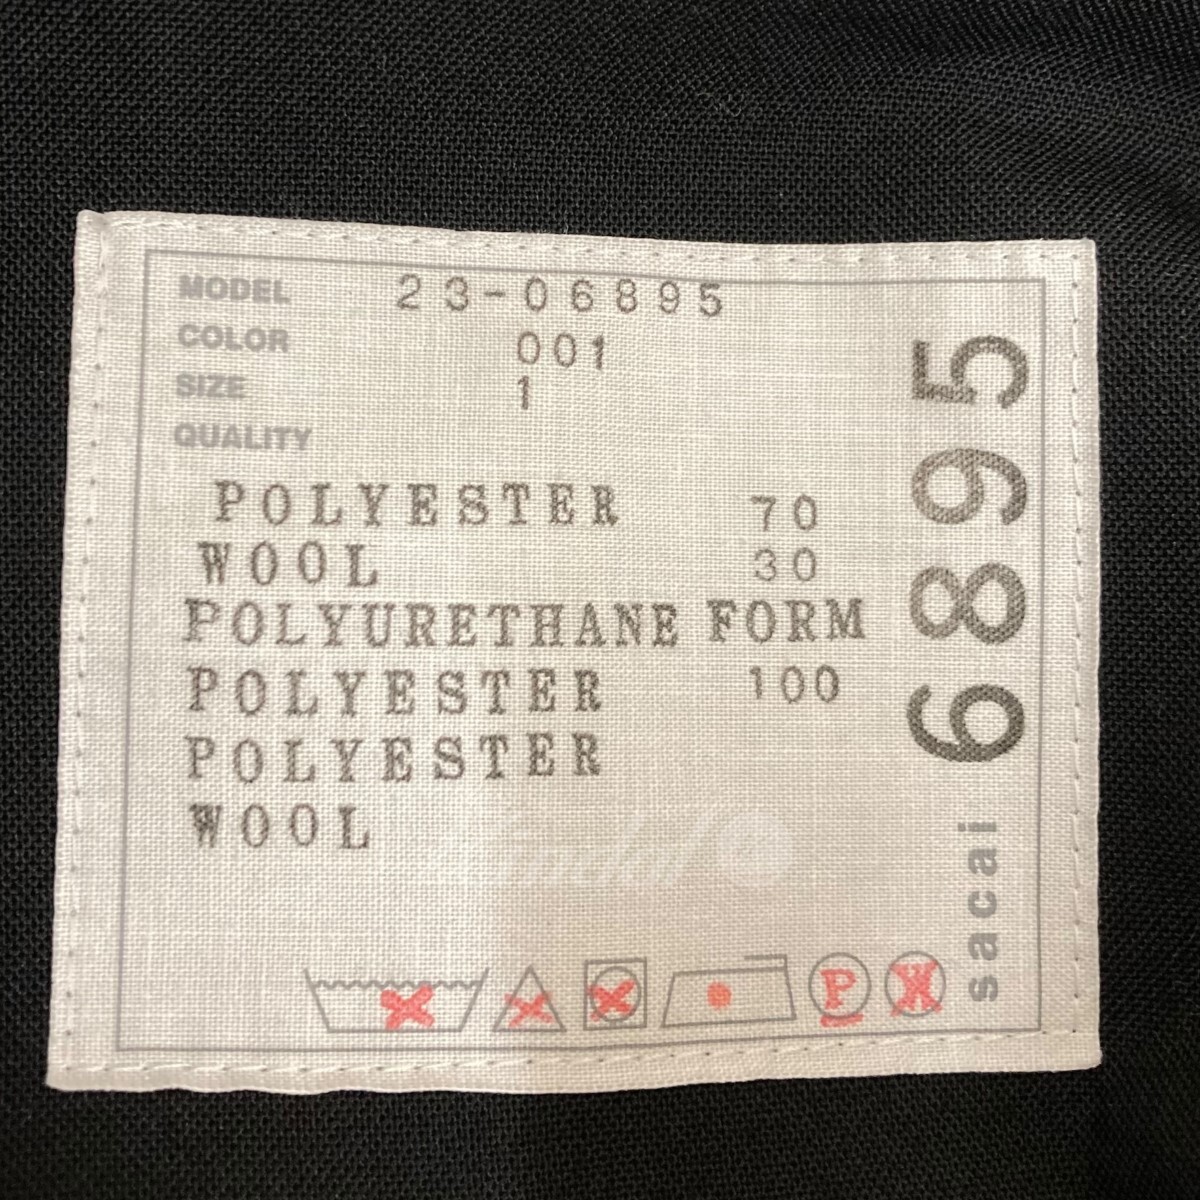 MODEL 23-06895
COLOR 001
SIZE 1
QUALITY
POLYESTER 70
WOOL 30
POLYURETHANE FORM
POLYESTER 100
POLYESTER
WOOL
P W
6895
sacai